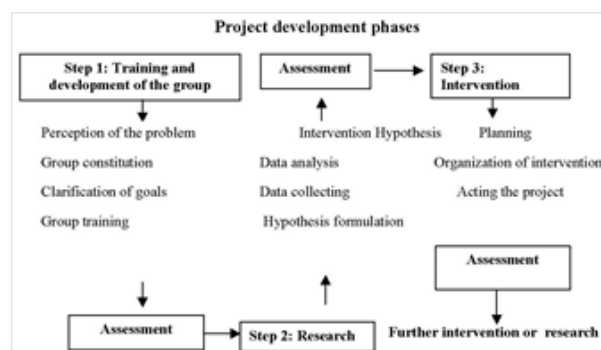 Project development phases
Step 1: Training and
development of the group
Perception of the problem
Group constitution
Clarification of goals
Group training
Assessment
Step 2: Research
Hypothesis formulation
Data collecting
Data analysis
Intervention Hypothesis
Assessment
Step 3:
Intervention
Planning
Organization of intervention
Acting the project
Assessment
Further intervention or research